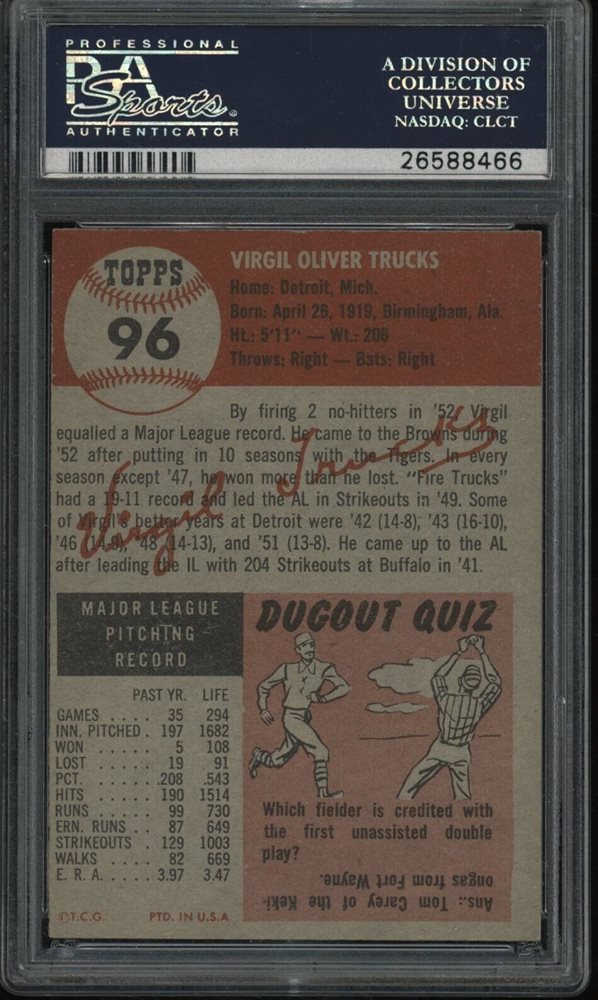 PROFESSIONAL
PSA
Sports®
AUTHENTICATOR
A DIVISION OF
COLLECTORS
UNIVERSE
NASDAQ: CLCT
26588466
TOPPS
96
VIRGIL OLIVER TRUCKS
Home: Detroit, Mich.
Born: April 26, 1919, Birmingham, Ala.
Ht.: 5'11" — Wt.: 206
Throws: Right — Bats: Right
By firing 2 no-hitters in '52, Virgil
equalled a Major League record. He came to the Browns during
'52 after putting in 10 seasons with the Tigers. In every
season except '47, he won more than he lost. "Fire Trucks"
had a 19-11 record and led the AL in Strikeouts in '49. Some
of Virgil's better years at Detroit were '42 (14-8), '43 (16-10),
'46 (14-9), '48 (14-13), and '51 (13-8). He came up to the AL
after leading the IL with 204 Strikeouts at Buffalo in '41.
Virgil Trucks
MAJOR LEAGUE
PITCHING
RECORD
PAST YR. LIFE
GAMES . . . . 35 294
INN. PITCHED . 197 1682
WON . . . . . 5 108
LOST . . . . . 19 91
PCT. . . . . . .208 .543
HITS . . . . . 190 1514
RUNS . . . . . 99 730
ERN. RUNS . . 87 649
STRIKEOUTS . 129 1003
WALKS . . . . 82 669
E. R. A. . . . . 3.97 3.47
©T.C.G. PTD. IN U.S.A.
DUGOUT QUIZ
Which fielder is credited with
the first unassisted double
play?
Ans.: Tom Carey of the Keki-
ongas from Fort Wayne.